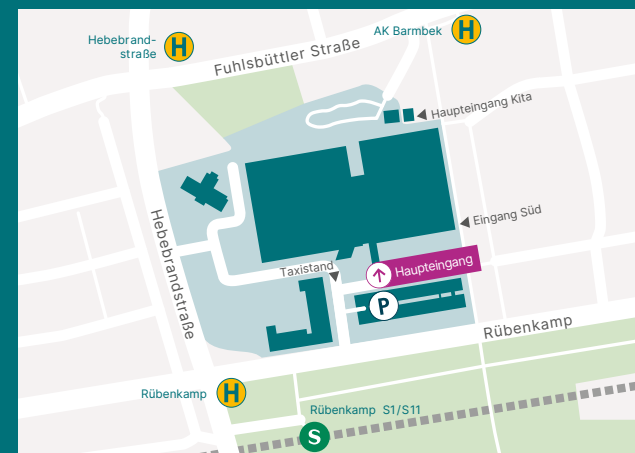 Hebebrand-
straße
H
AK Barmbek
H
Fuhlsbüttler Straße
Haupteingang Kita
Eingang Süd
Hebebrandstraße
Taxistand
Haupteingang
P
Rübenkamp
Rübenkamp
H
Rübenkamp S1/S11
S